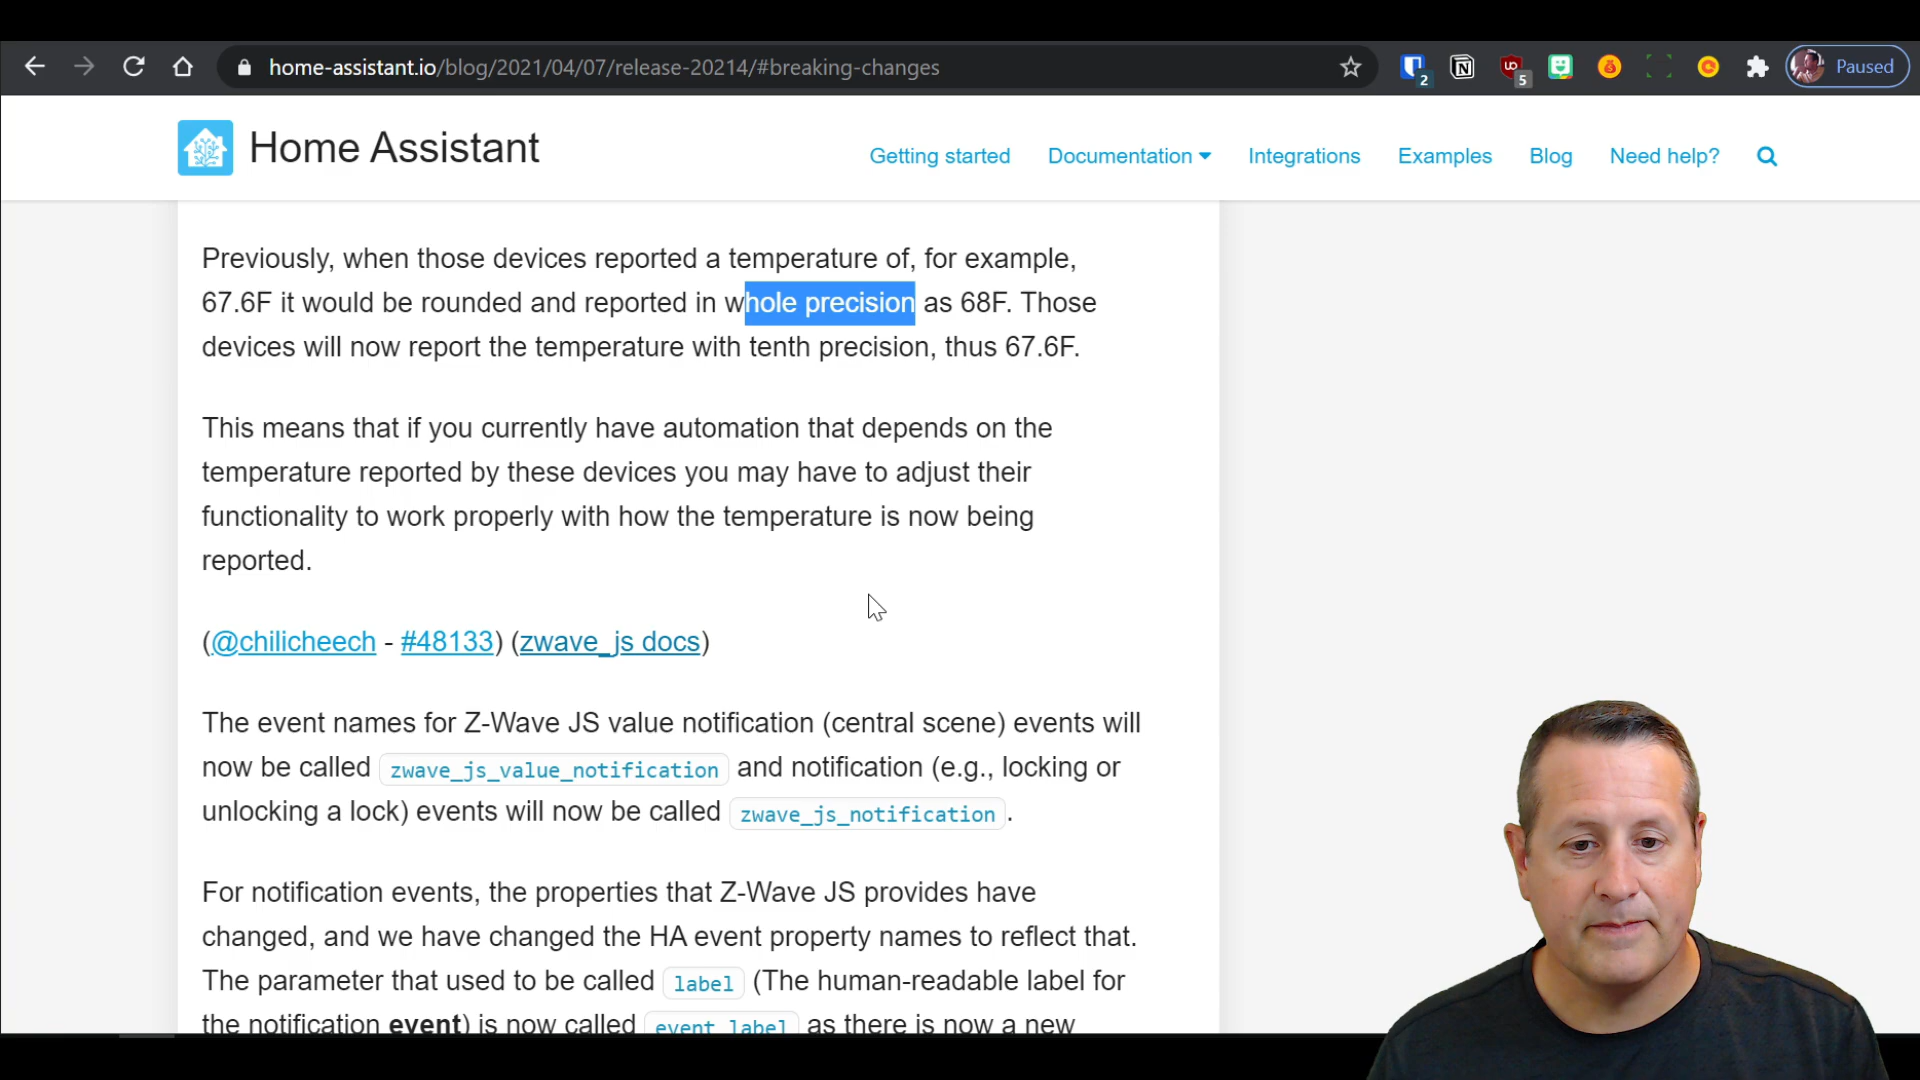 home-assistant.io/blog/2021/04/07/release-20214/#breaking-changes
2
5
Paused
Home Assistant
Getting started
Documentation
Integrations
Examples
Blog
Need help?
Previously, when those devices reported a temperature of, for example,
67.6F it would be rounded and reported in whole precision as 68F. Those
devices will now report the temperature with tenth precision, thus 67.6F.
This means that if you currently have automation that depends on the
temperature reported by these devices you may have to adjust their
functionality to work properly with how the temperature is now being
reported.
(@chilicheech - #48133) (zwave_js docs)
The event names for Z-Wave JS value notification (central scene) events will
now be called zwave_js_value_notification and notification (e.g., locking or
unlocking a lock) events will now be called zwave_js_notification.
For notification events, the properties that Z-Wave JS provides have
changed, and we have changed the HA event property names to reflect that.
The parameter that used to be called label (The human-readable label for
the notification event) is now called event_label as there is now a new